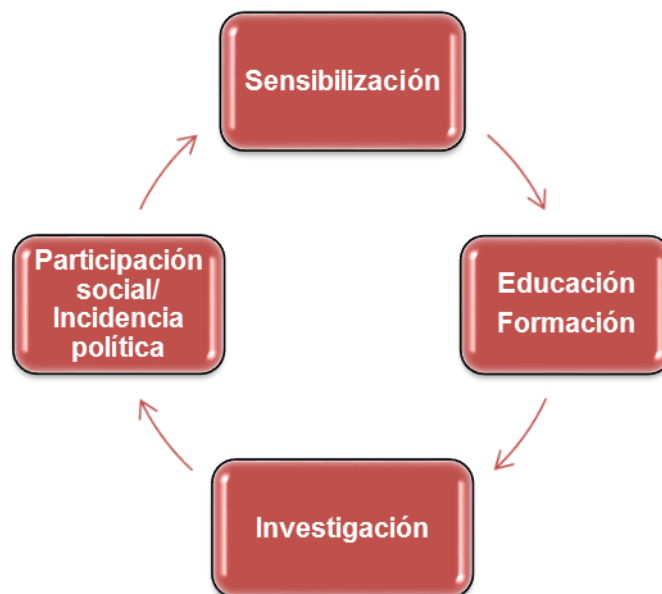 Sensibilización
Educación
Formación
Investigación
Participación
social/
Incidencia
política